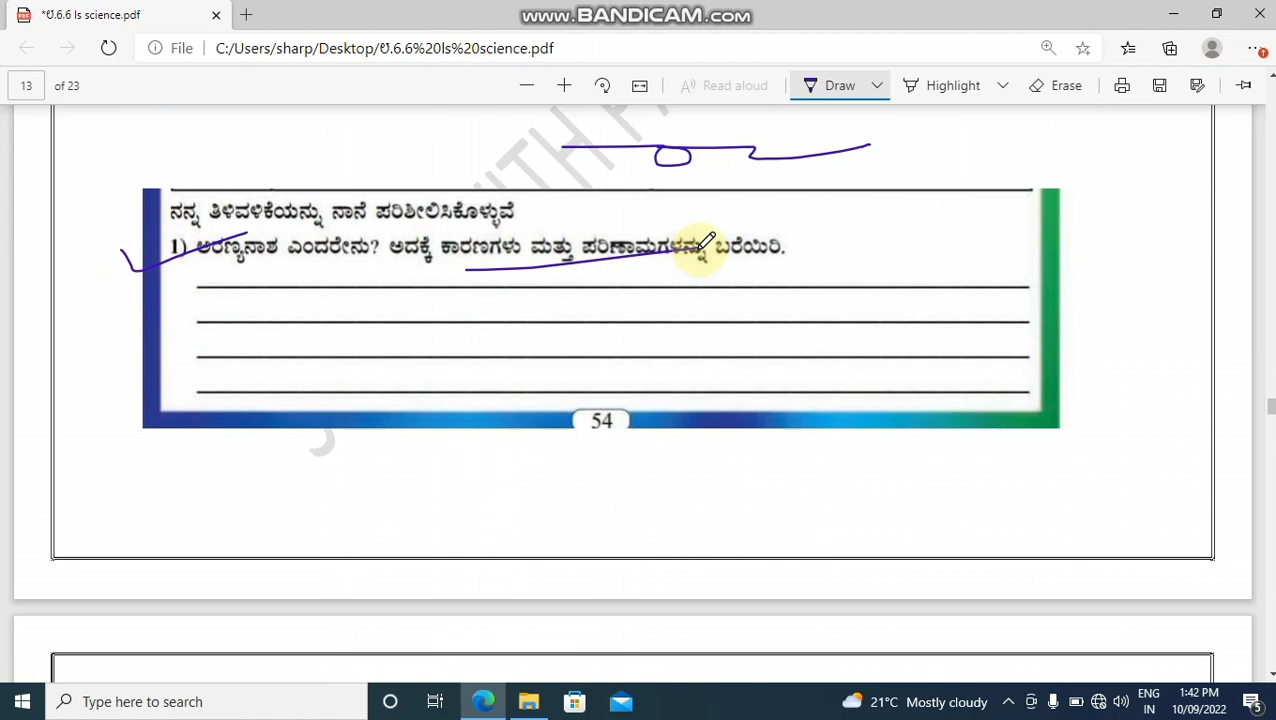 www.BANDICAM.com
*ಲ.6.6 ls science.pdf
File C:/Users/sharp/Desktop/ಲ.6.6%20ls%20science.pdf
13 of 23
Read aloud Draw Highlight Erase
WITH
ನನ್ನ ತಿಳಿವಳಿಕೆಯನ್ನು ನಾನೆ ಪರಿಶೀಲಿಸಿಕೊಳ್ಳುವೆ
1) ಅರಣ್ಯನಾಶ ಎಂದರೇನು? ಅದಕ್ಕೆ ಕಾರಣಗಳು ಮತ್ತು ಪರಿಣಾಮಗಳನ್ನು ಬರೆಯಿರಿ.
54
Type here to search
21°C Mostly cloudy
ENG
IN
1:42 PM
10/09/2022
5